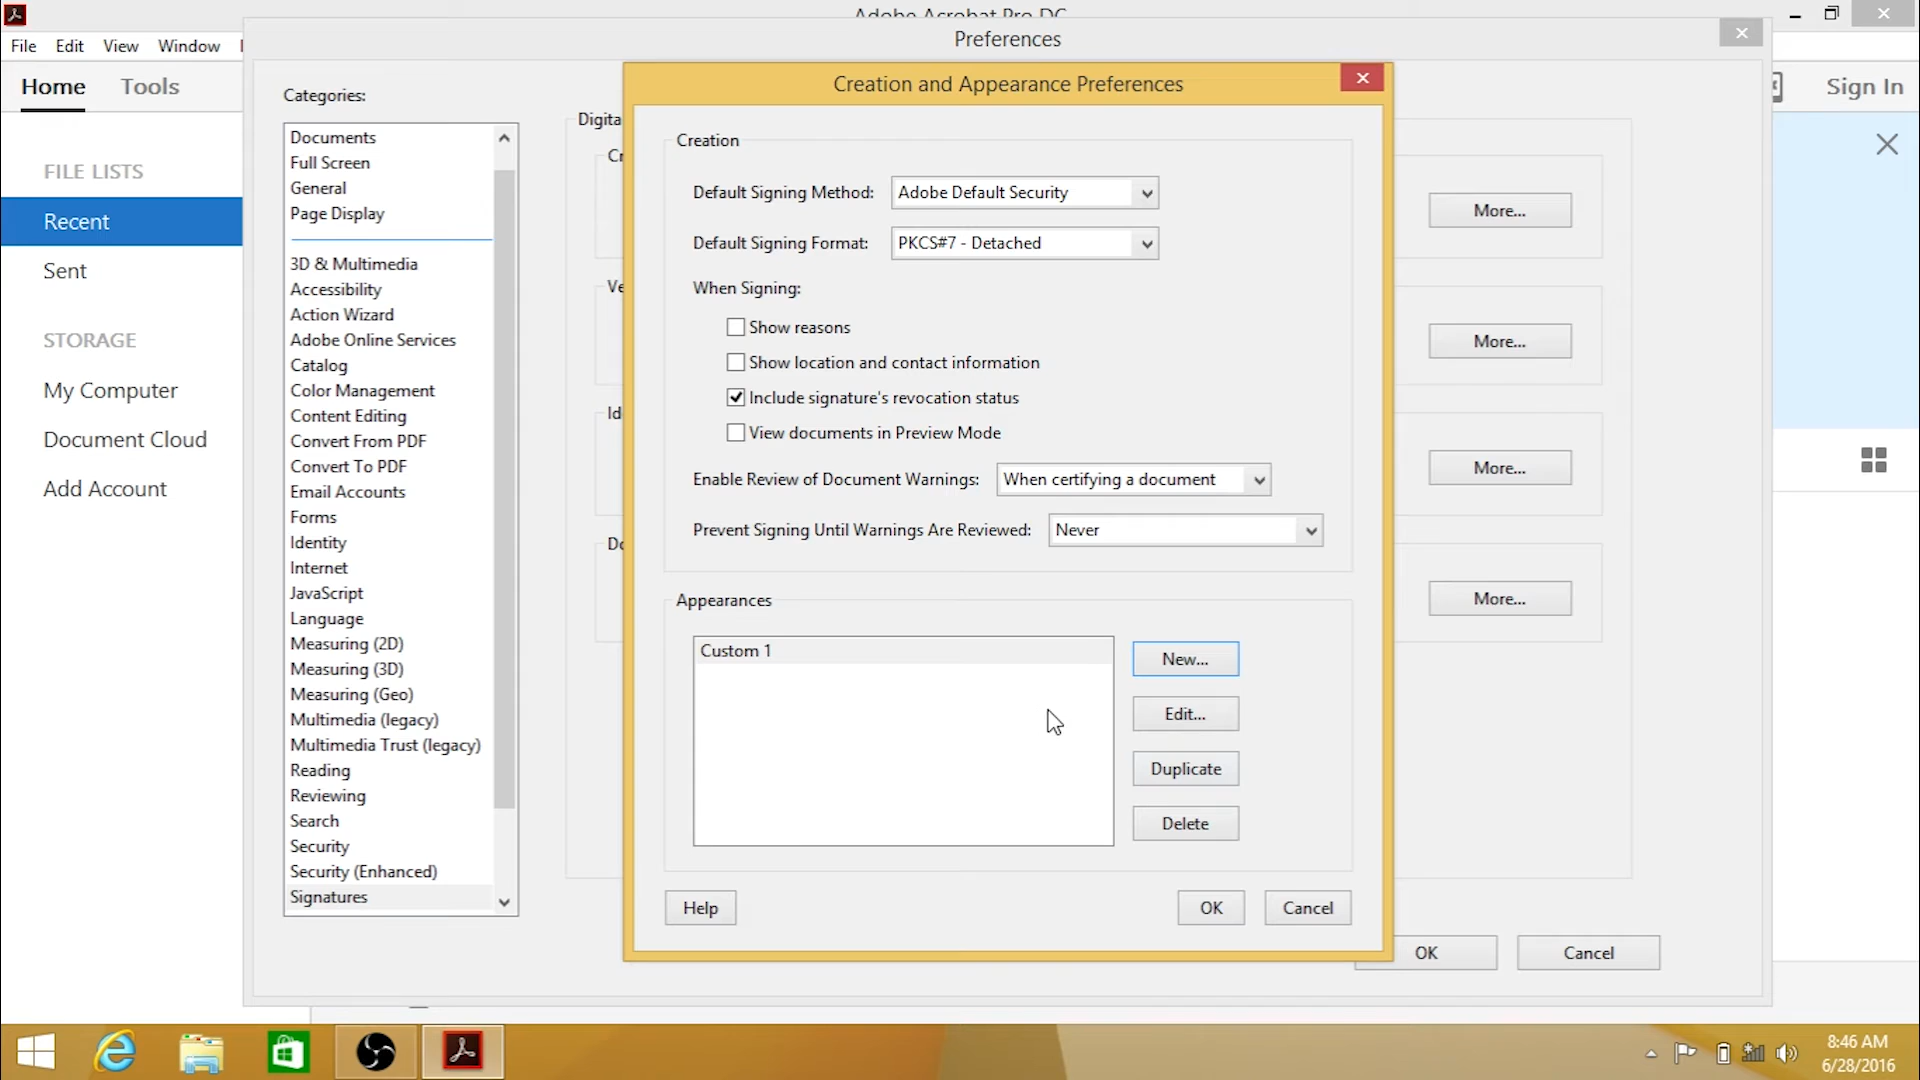 Adobe Acrobat Pro DC
File Edit View Window
Preferences
Home Tools
Sign In
FILE LISTS
Recent
Sent
STORAGE
My Computer
Document Cloud
Add Account
Categories:
Documents
Full Screen
General
Page Display
3D & Multimedia
Accessibility
Action Wizard
Adobe Online Services
Catalog
Color Management
Content Editing
Convert From PDF
Convert To PDF
Email Accounts
Forms
Identity
Internet
JavaScript
Language
Measuring (2D)
Measuring (3D)
Measuring (Geo)
Multimedia (legacy)
Multimedia Trust (legacy)
Reading
Reviewing
Search
Security
Security (Enhanced)
Signatures
Digita
Cr
Ve
Id
Do
More...
More...
More...
More...
OK Cancel
Creation and Appearance Preferences
Creation
Default Signing Method: Adobe Default Security
Default Signing Format: PKCS#7 - Detached
When Signing:
Show reasons
Show location and contact information
Include signature's revocation status
View documents in Preview Mode
Enable Review of Document Warnings: When certifying a document
Prevent Signing Until Warnings Are Reviewed: Never
Appearances
Custom 1
New...
Edit...
Duplicate
Delete
Help OK Cancel
8:46 AM
6/28/2016